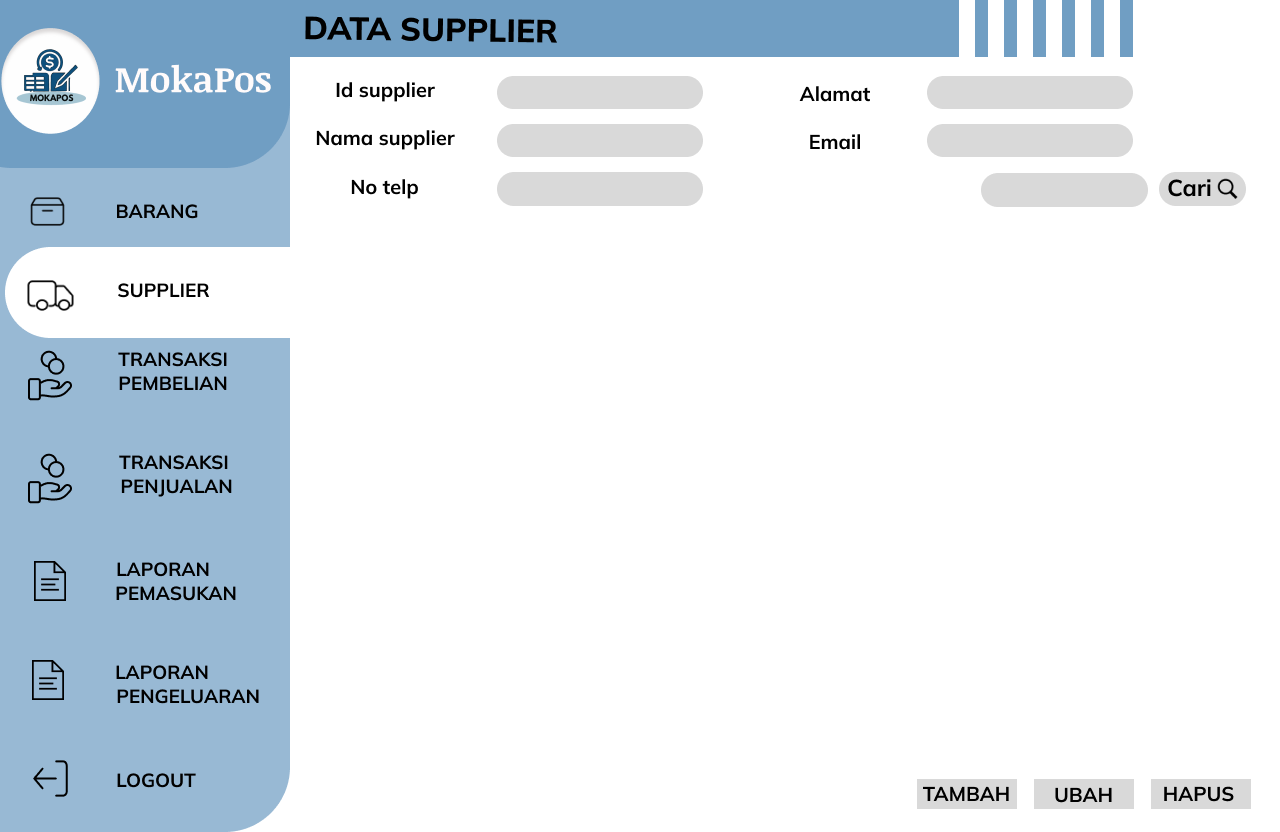 MOKAPOS
MokaPos
BARANG
SUPPLIER
TRANSAKSI
PEMBELIAN
TRANSAKSI
PENJUALAN
LAPORAN
PEMASUKAN
LAPORAN
PENGELUARAN
LOGOUT
DATA SUPPLIER
Id supplier
Nama supplier
No telp
Alamat
Email
Cari
TAMBAH
UBAH
HAPUS